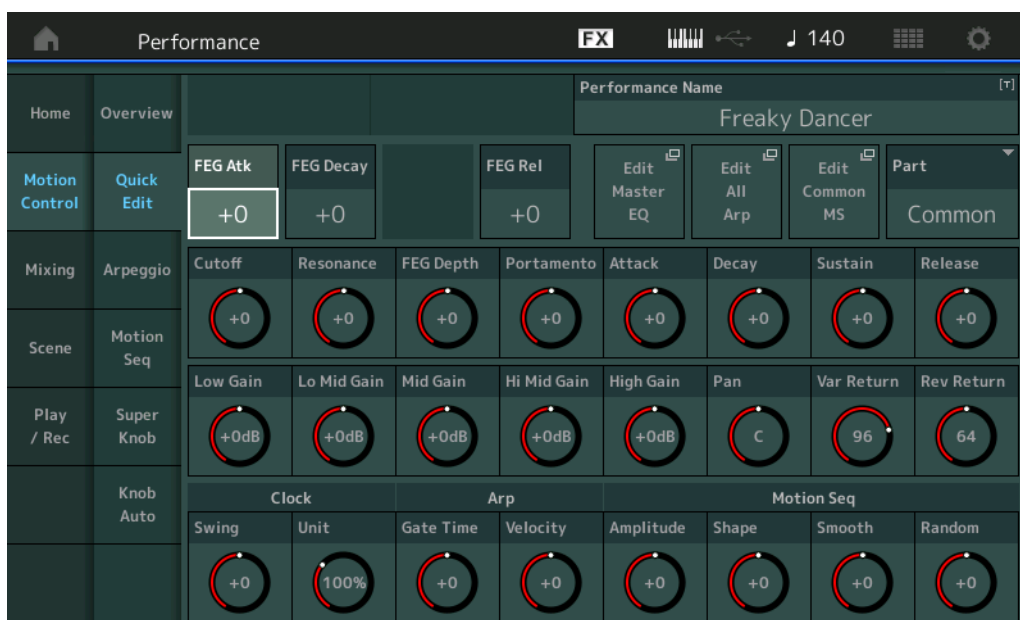 Performance FX 140
Performance Name [T]
Freaky Dancer
Home Overview
Motion Control Quick Edit
FEG Atk FEG Decay FEG Rel
+0 +0 +0
Edit Master EQ
Edit All Arp
Edit Common MS
Part
Common
Mixing Arpeggio
Cutoff Resonance FEG Depth Portamento Attack Decay Sustain Release
+0 +0 +0 +0 +0 +0 +0 +0
Scene Motion Seq
Low Gain Lo Mid Gain Mid Gain Hi Mid Gain High Gain Pan Var Return Rev Return
+0dB +0dB +0dB +0dB +0dB C 96 64
Play / Rec Super Knob
Knob Auto
Clock Arp Motion Seq
Swing Unit Gate Time Velocity Amplitude Shape Smooth Random
+0 100% +0 +0 +0 +0 +0 +0